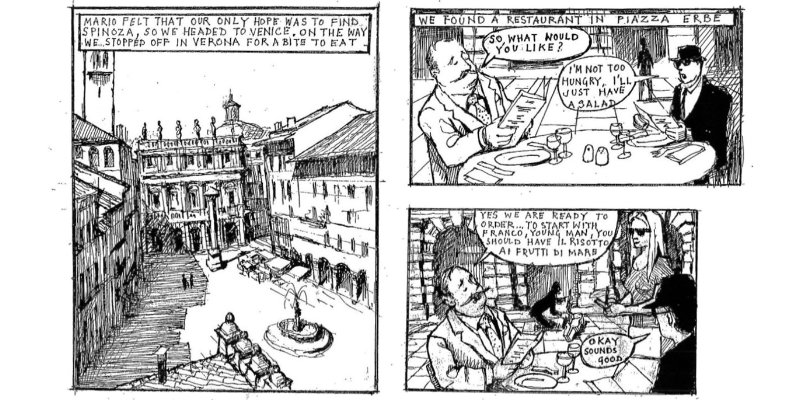 MARIO FELT THAT OUR ONLY HOPE WAS TO FIND
SPINOZA, SO WE HEADED TO VENICE, ON THE WAY
WE STOPPED OFF IN VERONA FOR A BITE TO EAT
WE FOUND A RESTAURANT IN PIAZZA ERBE
SO, WHAT WOULD
YOU LIKE?
I'M NOT TOO
HUNGRY, I'LL
JUST HAVE
A SALAD
YES WE ARE READY TO
ORDER... TO START WITH
FRANCO, YOUNG MAN, YOU
SHOULD HAVE IL RISOTTO
AI FRUTTI DI MARE
OKAY
SOUNDS
GOOD